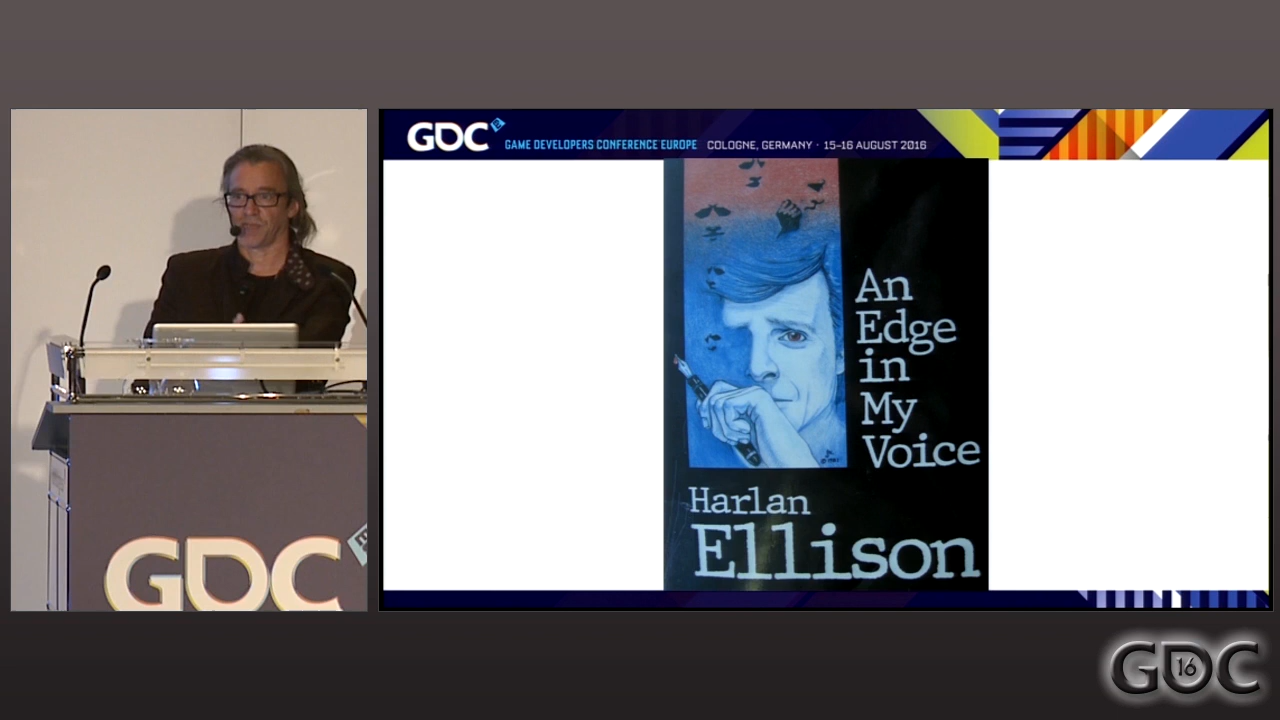 GDC
GAME DEVELOPERS CONFERENCE EUROPE COLOGNE, GERMANY · 15–16 AUGUST 2016
An
Edge
in
My
Voice
Harlan
Ellison
GDC
GDC
16